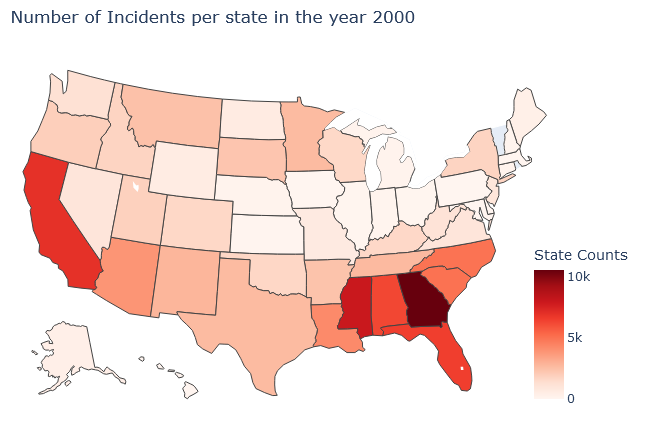 Number of Incidents per state in the year 2000
State Counts
10k
5k
0